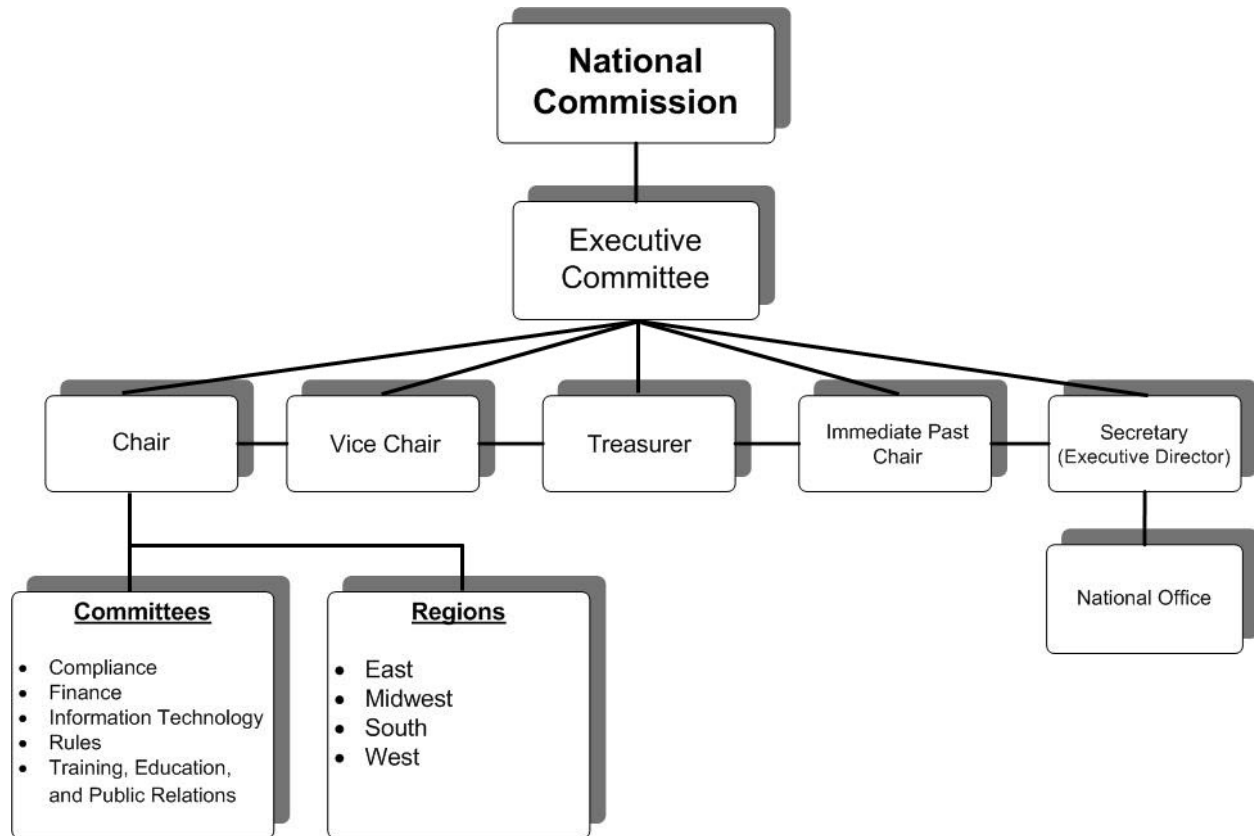 National
Commission
Executive
Committee
Chair
Vice Chair
Treasurer
Immediate Past
Chair
Secretary
(Executive Director)
National Office
Committees
• Compliance
• Finance
• Information Technology
• Rules
• Training, Education,
and Public Relations
Regions
• East
• Midwest
• South
• West